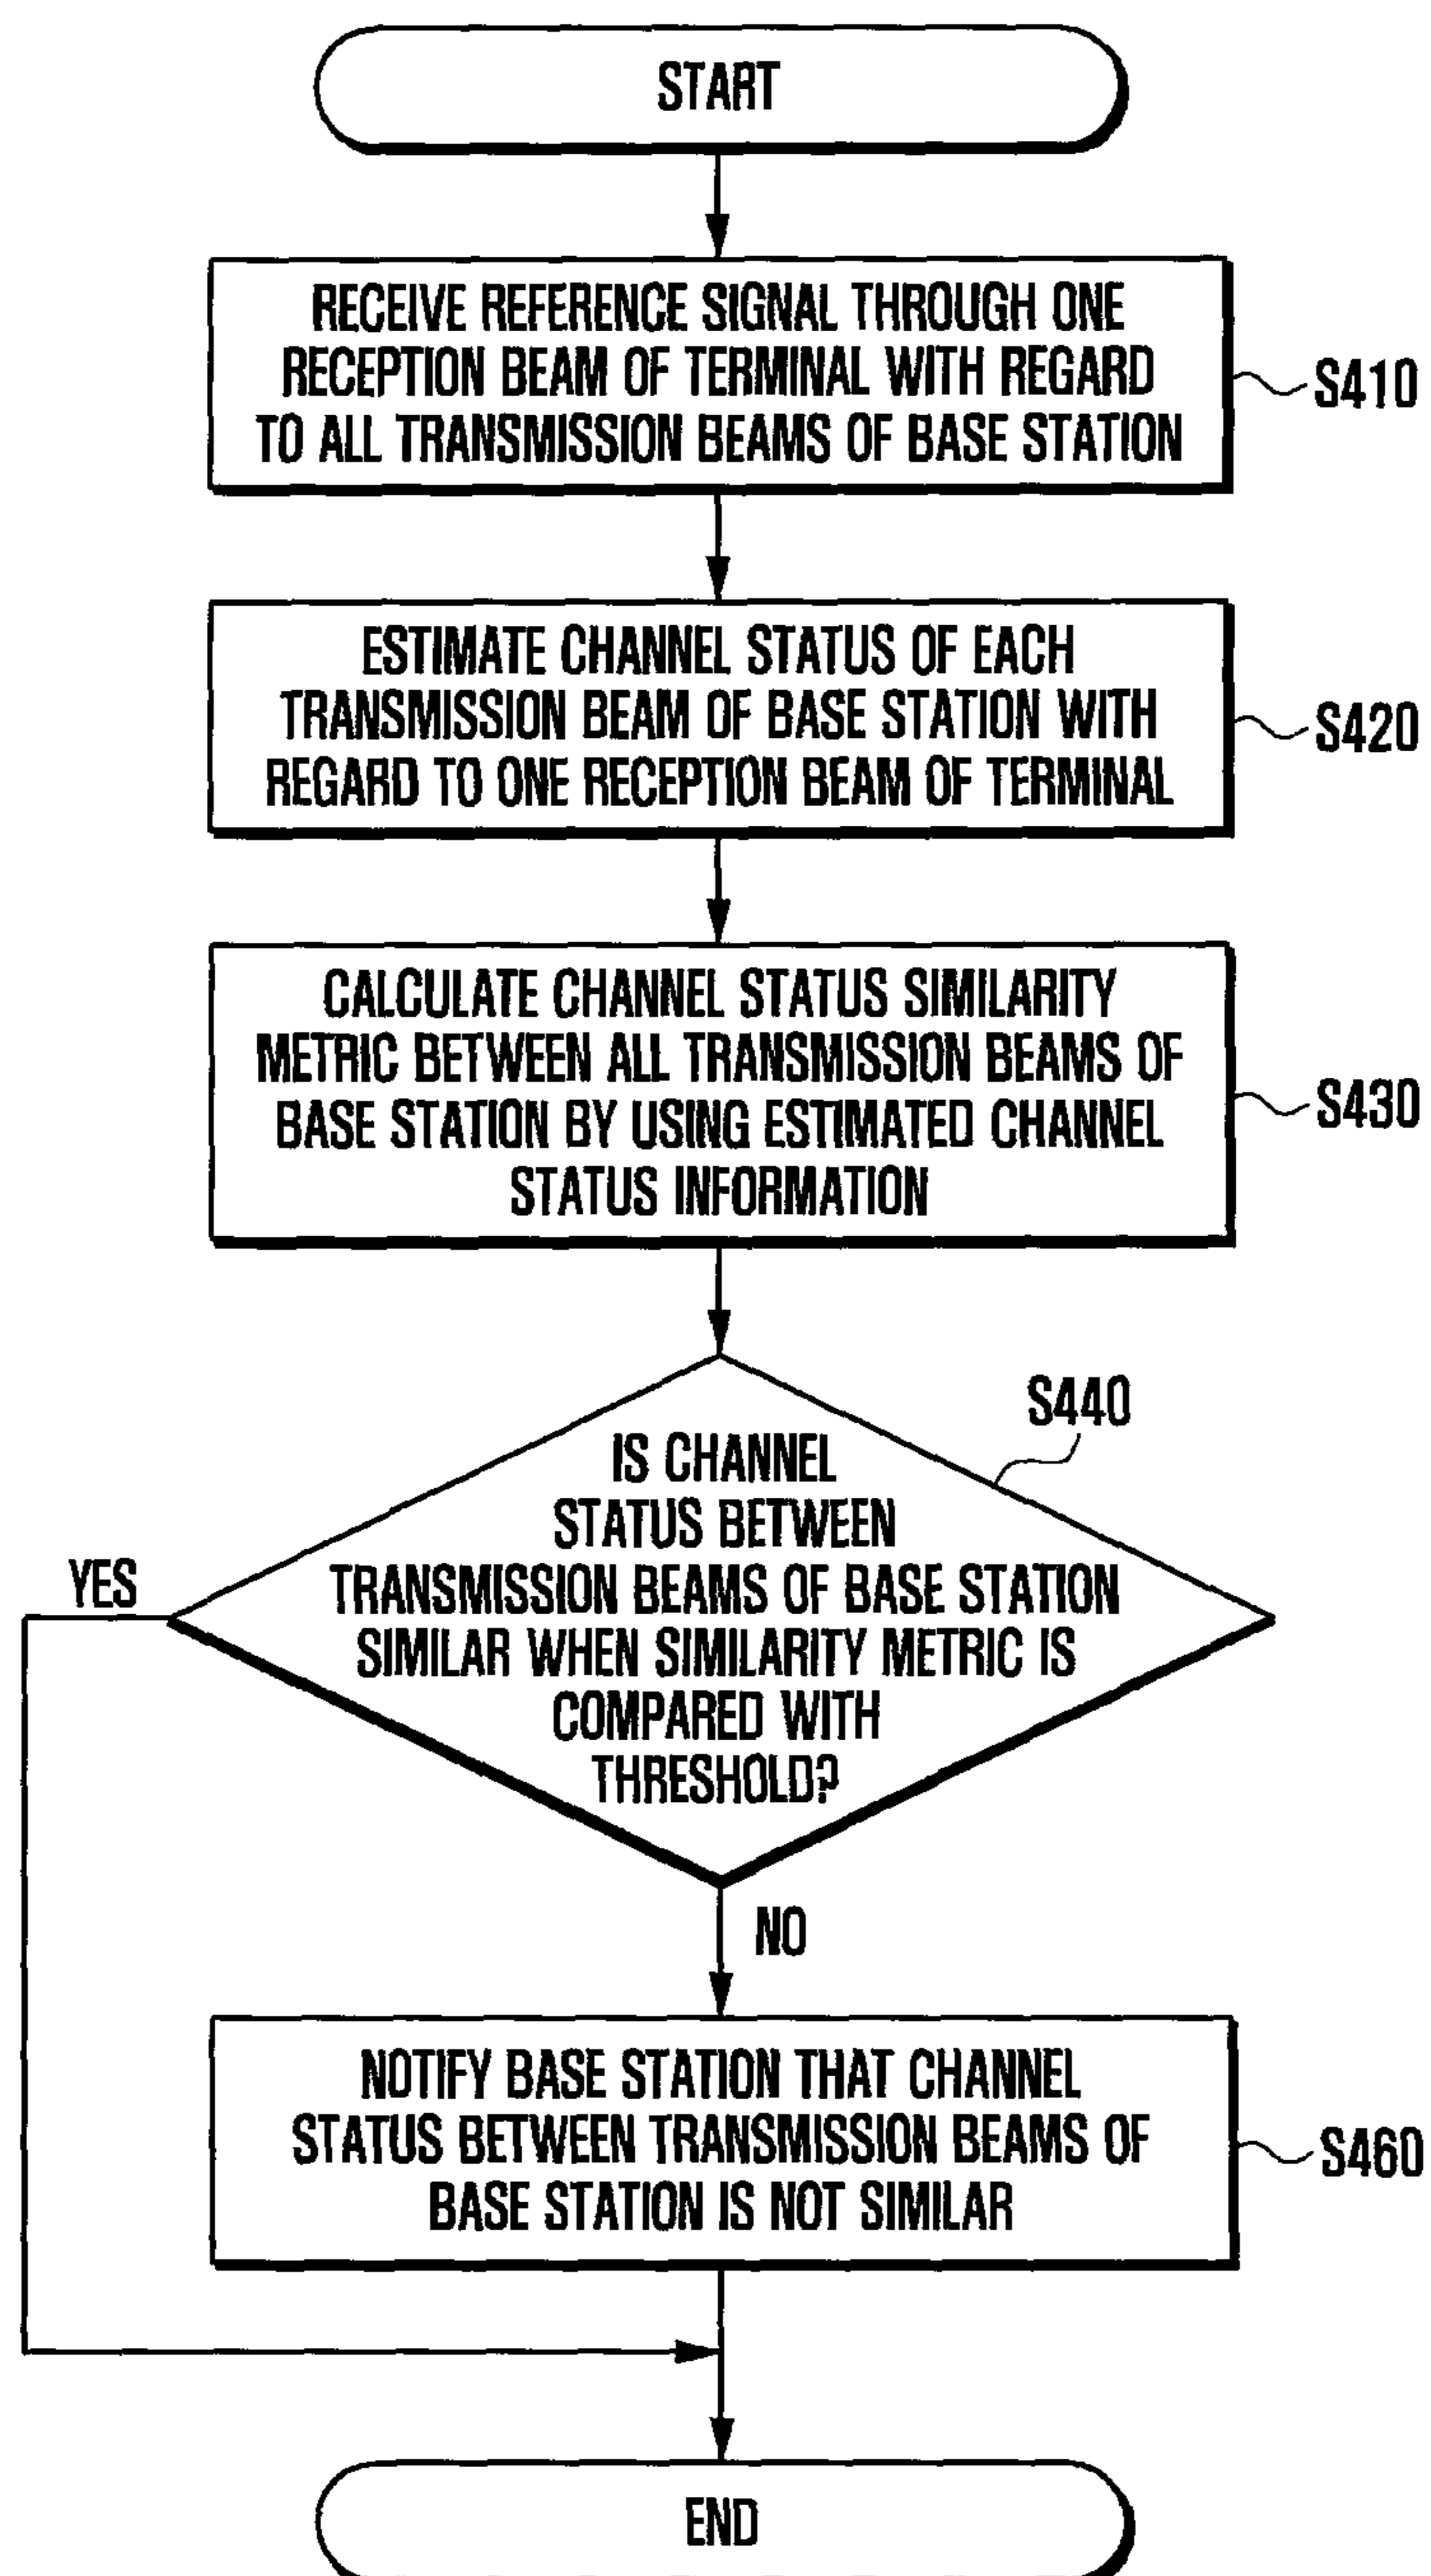 START
RECEIVE REFERENCE SIGNAL THROUGH ONE
RECEPTION BEAM OF TERMINAL WITH REGARD
TO ALL TRANSMISSION BEAMS OF BASE STATION
S410
ESTIMATE CHANNEL STATUS OF EACH
TRANSMISSION BEAM OF BASE STATION WITH
REGARD TO ONE RECEPTION BEAM OF TERMINAL
S420
CALCULATE CHANNEL STATUS SIMILARITY
METRIC BETWEEN ALL TRANSMISSION BEAMS OF
BASE STATION BY USING ESTIMATED CHANNEL
STATUS INFORMATION
S430
S440
IS CHANNEL
STATUS BETWEEN
TRANSMISSION BEAMS OF BASE STATION
SIMILAR WHEN SIMILARITY METRIC IS
COMPARED WITH
THRESHOLD?
YES
NO
NOTIFY BASE STATION THAT CHANNEL
STATUS BETWEEN TRANSMISSION BEAMS OF
BASE STATION IS NOT SIMILAR
S460
END